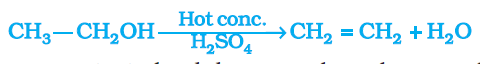 CH₃—CH₂OH —Hot conc. H₂SO₄→ CH₂ = CH₂ + H₂O